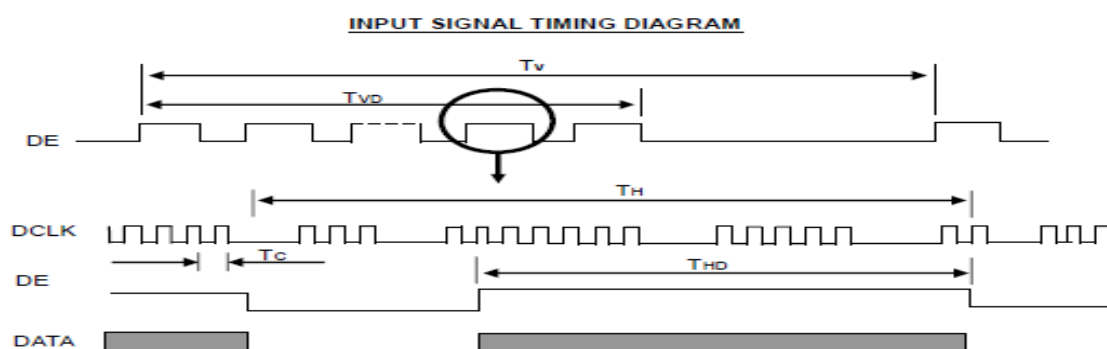 INPUT SIGNAL TIMING DIAGRAM
Tv
TVD
DE
TH
DCLK
TC
THD
DE
DATA